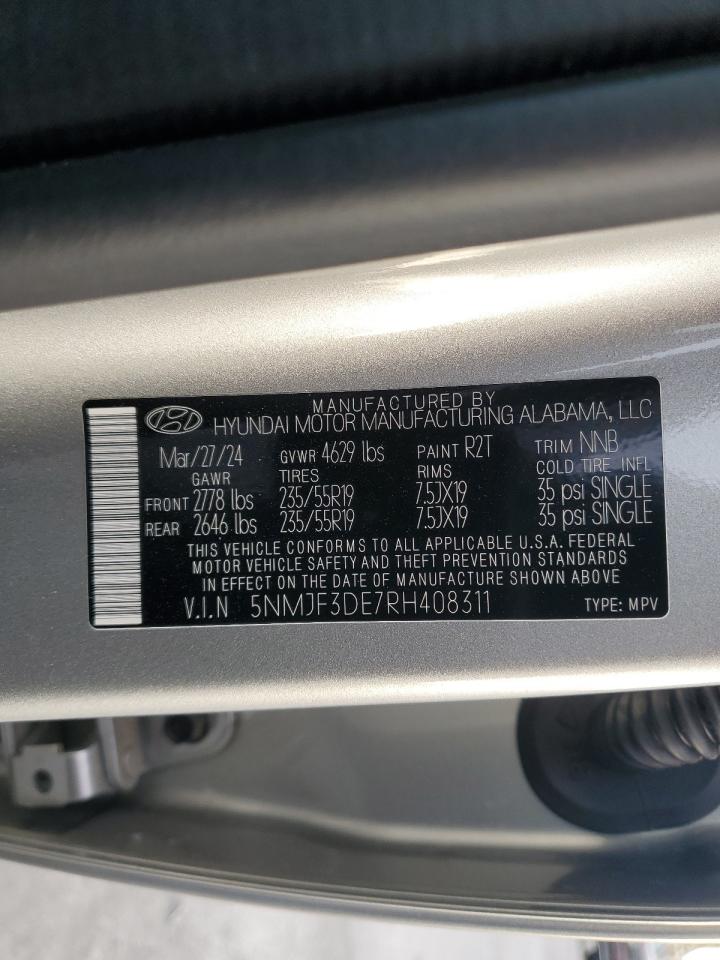 MANUFACTURED BY
HYUNDAI MOTOR MANUFACTURING ALABAMA, LLC
Mar/27/24 GVWR 4629 lbs PAINT R2T TRIM NNB
GAWR TIRES RIMS COLD TIRE INFL
FRONT 2778 lbs 235/55R19 7.5JX19 35 psi SINGLE
REAR 2646 lbs 235/55R19 7.5JX19 35 psi SINGLE
THIS VEHICLE CONFORMS TO ALL APPLICABLE U.S.A. FEDERAL
MOTOR VEHICLE SAFETY AND THEFT PREVENTION STANDARDS
IN EFFECT ON THE DATE OF MANUFACTURE SHOWN ABOVE
V.I.N 5NMJF3DE7RH408311 TYPE: MPV